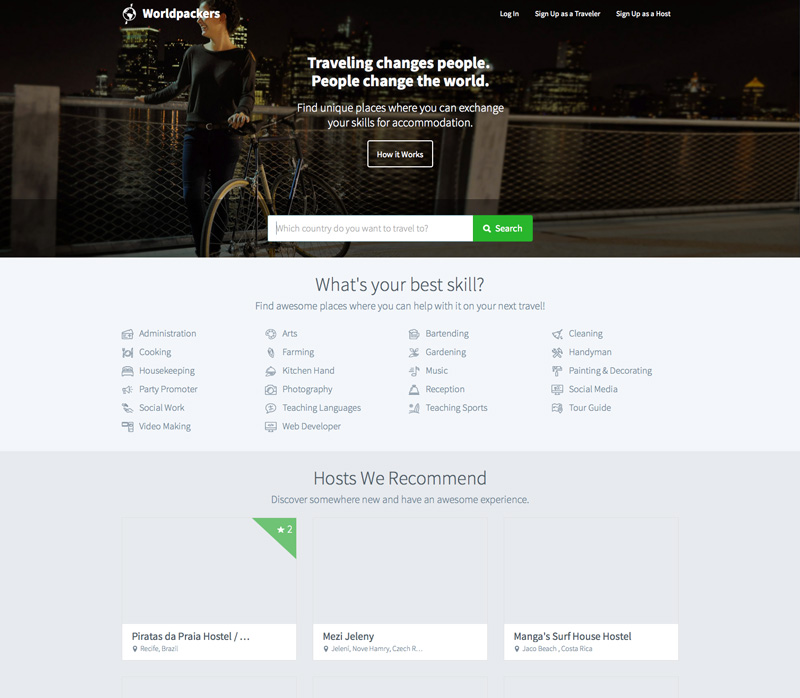 Worldpackers
Log In
Sign Up as a Traveler
Sign Up as a Host
Traveling changes people.
People change the world.
Find unique places where you can exchange
your skills for accommodation.
How it Works
Which country do you want to travel to?
Search
What's your best skill?
Find awesome places where you can help with it on your next travel!
Administration
Arts
Bartending
Cleaning
Cooking
Farming
Gardening
Handyman
Housekeeping
Kitchen Hand
Music
Painting & Decorating
Party Promoter
Photography
Reception
Social Media
Social Work
Teaching Languages
Teaching Sports
Tour Guide
Video Making
Web Developer
Hosts We Recommend
Discover somewhere new and have an awesome experience.
2
Piratas da Praia Hostel / ...
Recife, Brazil
Mezi Jeleny
Jelení, Nove Hamry, Czech R...
Manga's Surf House Hostel
Jaco Beach , Costa Rica